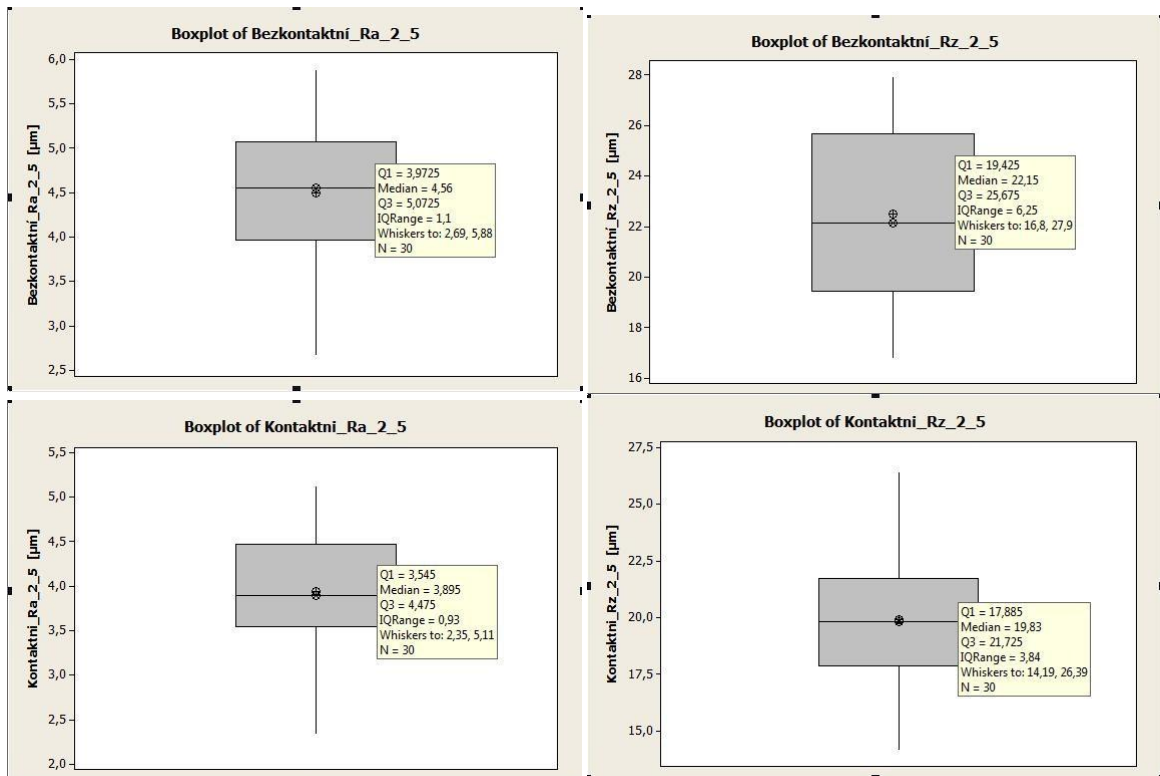 Boxplot of Bezkontaktní_Ra_2_5
Bezkontaktní_Ra_2_5 [µm]
6,0
5,5
5,0
4,5
4,0
3,5
3,0
2,5
Q1 = 3,9725
Median = 4,56
Q3 = 5,0725
IQRange = 1,1
Whiskers to: 2,69, 5,88
N = 30
Boxplot of Bezkontaktní_Rz_2_5
Bezkontaktní_Rz_2_5 [µm]
28
26
24
22
20
18
16
Q1 = 19,425
Median = 22,15
Q3 = 25,675
IQRange = 6,25
Whiskers to: 16,8, 27,9
N = 30
Boxplot of Kontaktni_Ra_2_5
Kontaktni_Ra_2_5 [µm]
5,5
5,0
4,5
4,0
3,5
3,0
2,5
2,0
Q1 = 3,545
Median = 3,895
Q3 = 4,475
IQRange = 0,93
Whiskers to: 2,35, 5,11
N = 30
Boxplot of Kontaktni_Rz_2_5
Kontaktni_Rz_2_5 [µm]
27,5
25,0
22,5
20,0
17,5
15,0
Q1 = 17,885
Median = 19,83
Q3 = 21,725
IQRange = 3,84
Whiskers to: 14,19, 26,39
N = 30